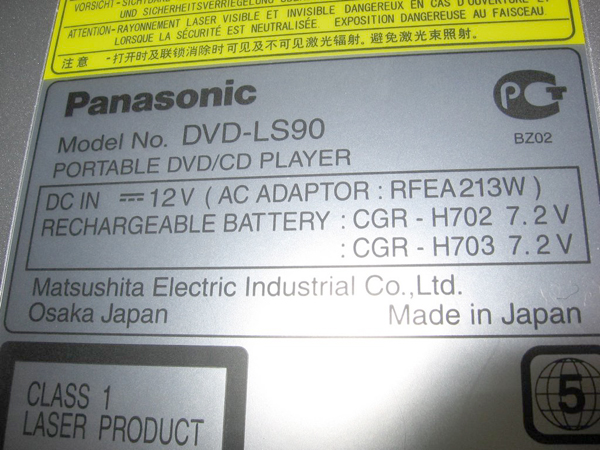 VORSICHT
UND SICHERHEITSVERRIEGELUNG
ATTENTION-RAYONNEMENT LASER VISIBLE ET INVISIBLE DANGEREUX EN CAS D'OUVERTURE ET
LORSQUE LA SÉCURITÉ EST NEUTRALISÉE. EXPOSITION DANGEREUSE AU FAISCEAU.
注意 -打开时及联锁消除时可见及不可见激光辐射。避免激光束照射。
Panasonic
PCT
Model No. DVD-LS90
BZ02
PORTABLE DVD/CD PLAYER
DC IN ⎓ 12V ( AC ADAPTOR : RFEA213W )
RECHARGEABLE BATTERY : CGR - H702 7.2 V
: CGR - H703 7.2 V
Matsushita Electric Industrial Co.,Ltd.
Osaka Japan
Made in Japan
CLASS 1
LASER PRODUCT
5